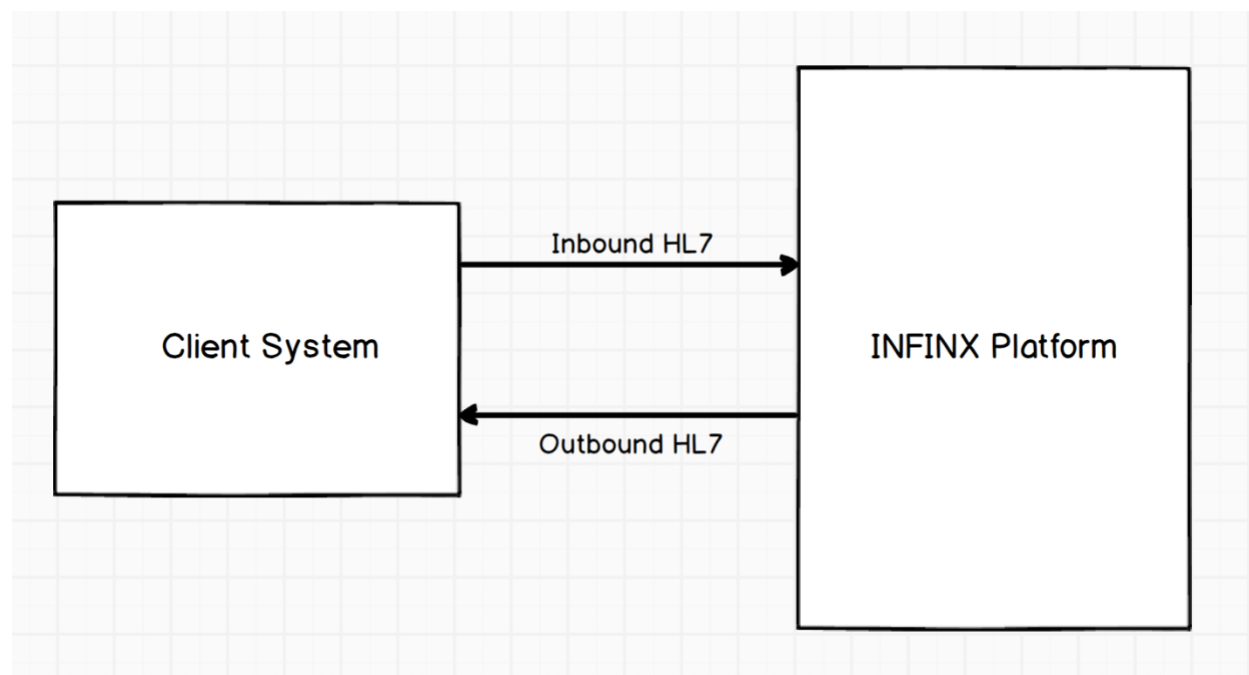 Inbound HL7
Client System
INFINX Platform
Outbound HL7